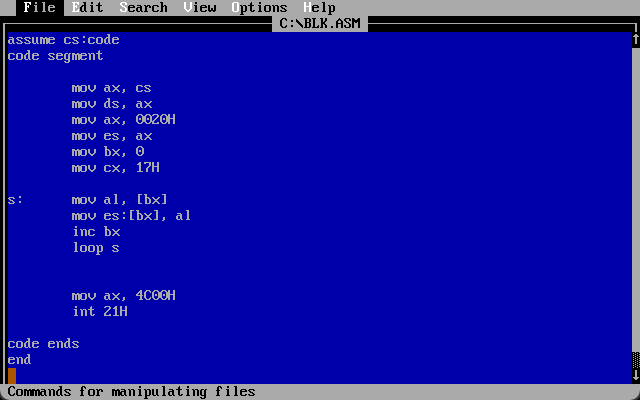 File Edit Search View Options Help
C:\BLK.ASM
assume cs:code
code segment
mov ax, cs
mov ds, ax
mov ax, 0020H
mov es, ax
mov bx, 0
mov cx, 17H
s: mov al, [bx]
mov es:[bx], al
inc bx
loop s
mov ax, 4C00H
int 21H
code ends
end
Commands for manipulating files